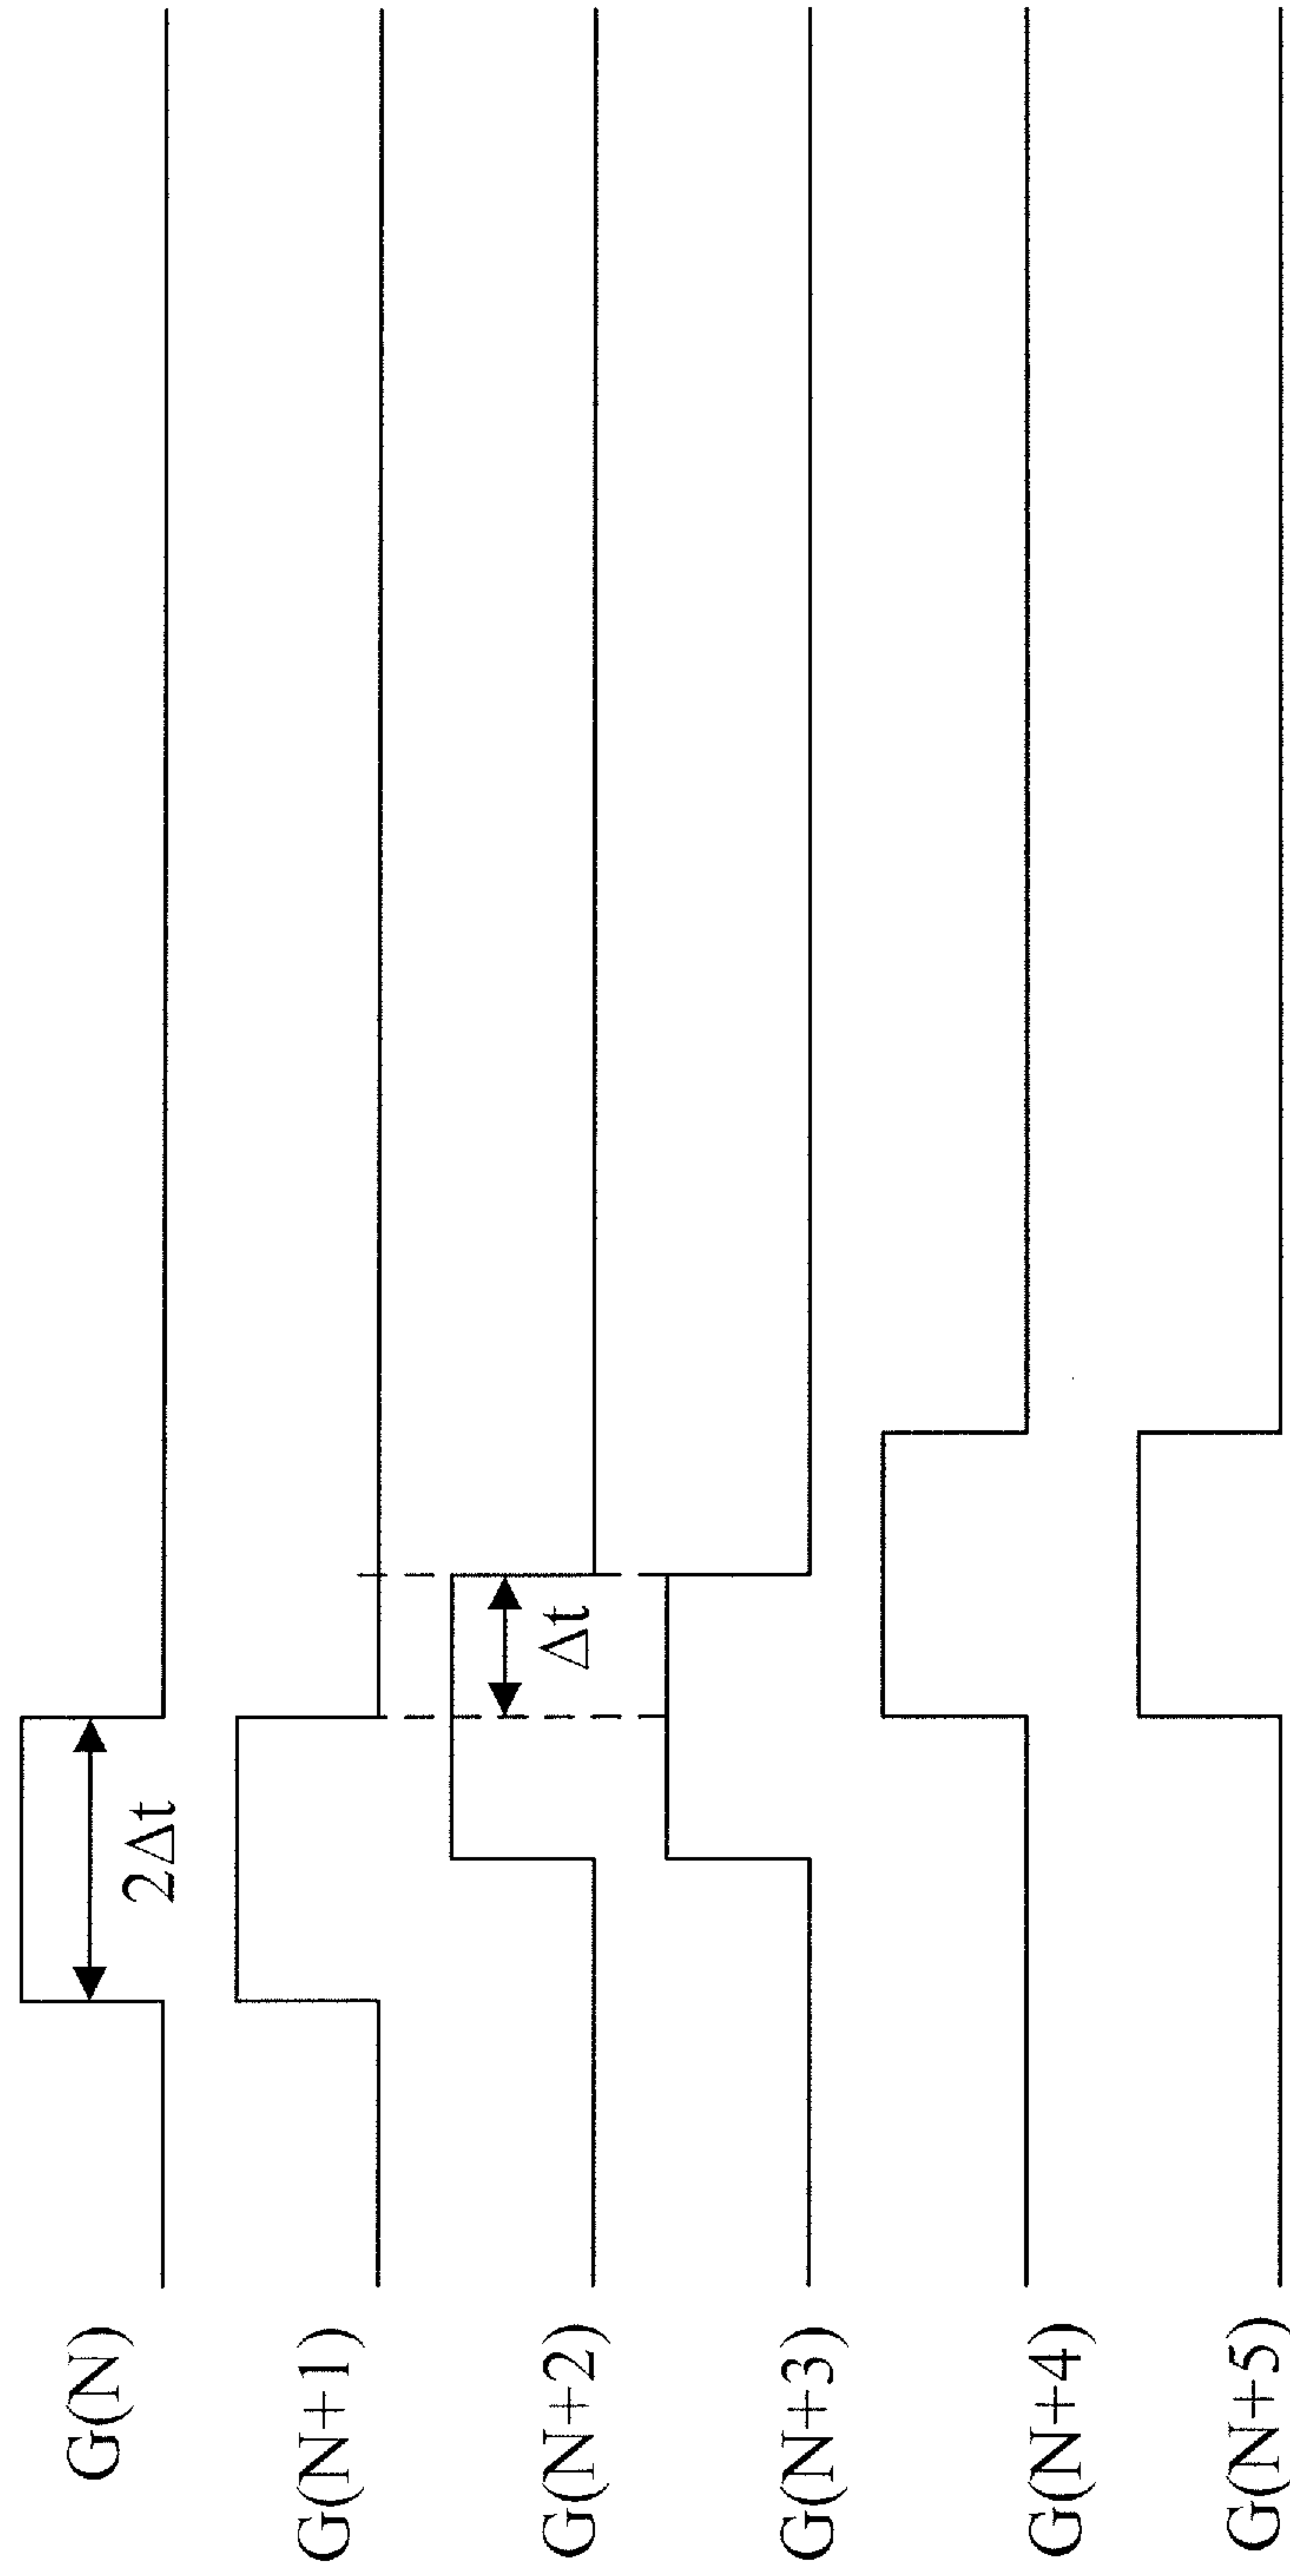 G(N)
2Δt
G(N+1)
G(N+2)
Δt
G(N+3)
G(N+4)
G(N+5)